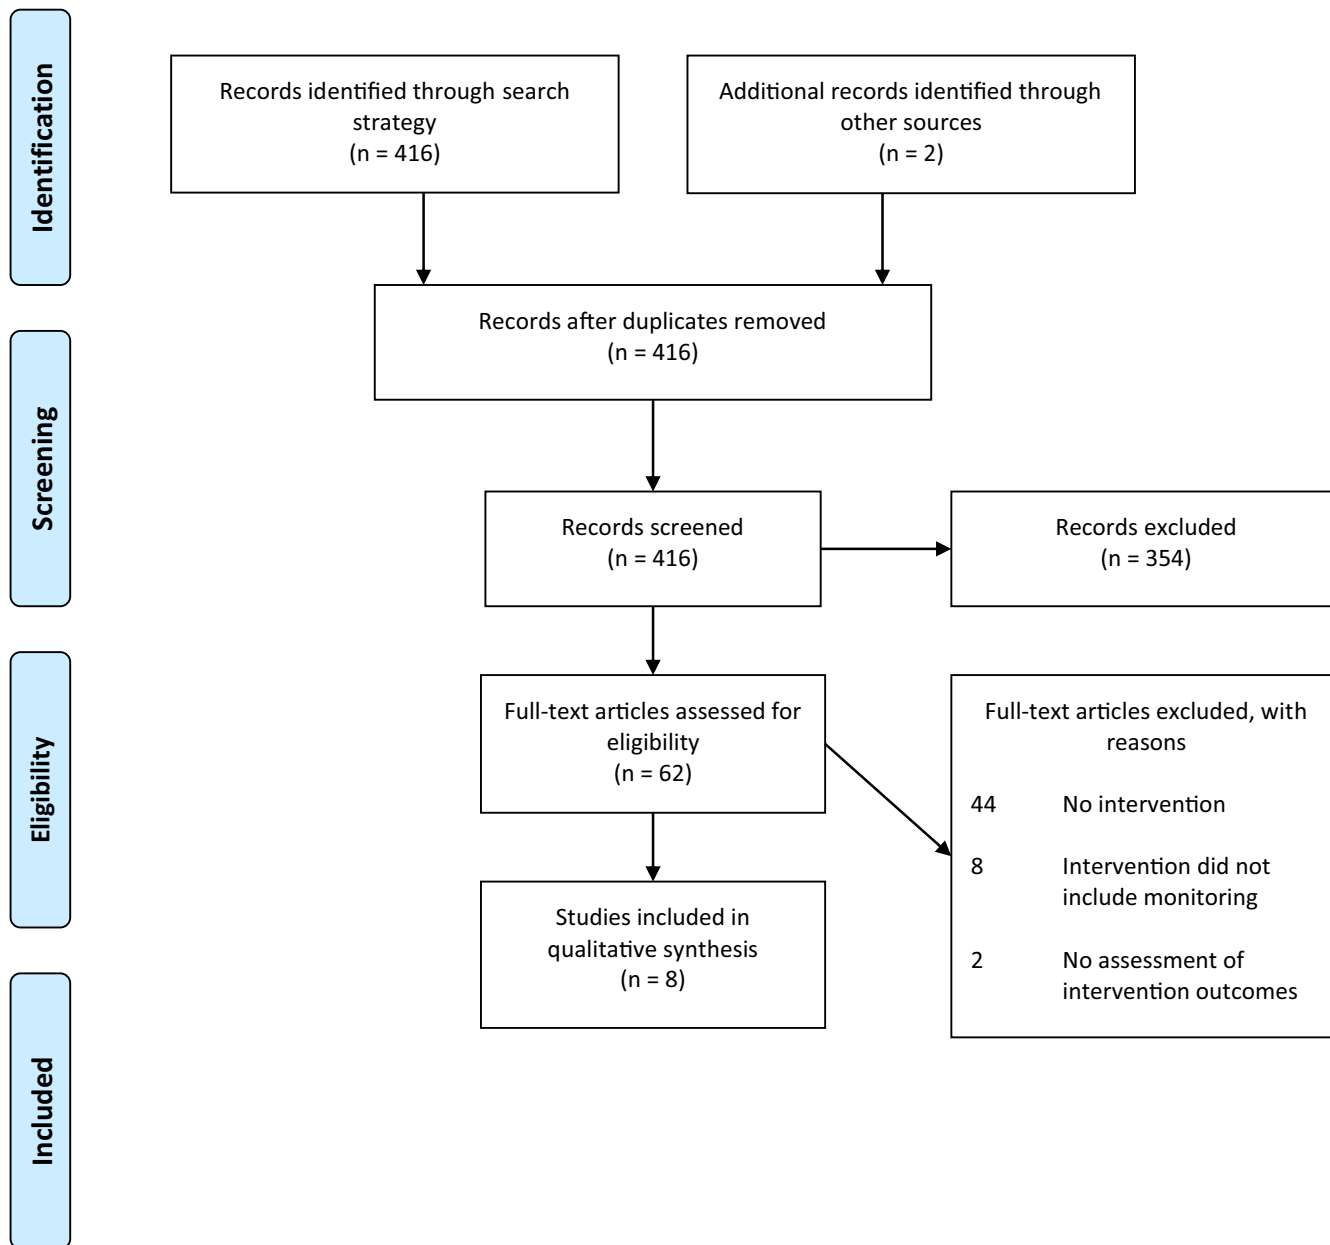 Identification
Records identified through search
strategy
(n = 416)
Additional records identified through
other sources
(n = 2)
Records after duplicates removed
(n = 416)
Screening
Records screened
(n = 416)
Records excluded
(n = 354)
Eligibility
Full-text articles assessed for
eligibility
(n = 62)
Full-text articles excluded, with
reasons
44 No intervention
8 Intervention did not
include monitoring
2 No assessment of
intervention outcomes
Studies included in
qualitative synthesis
(n = 8)
Included